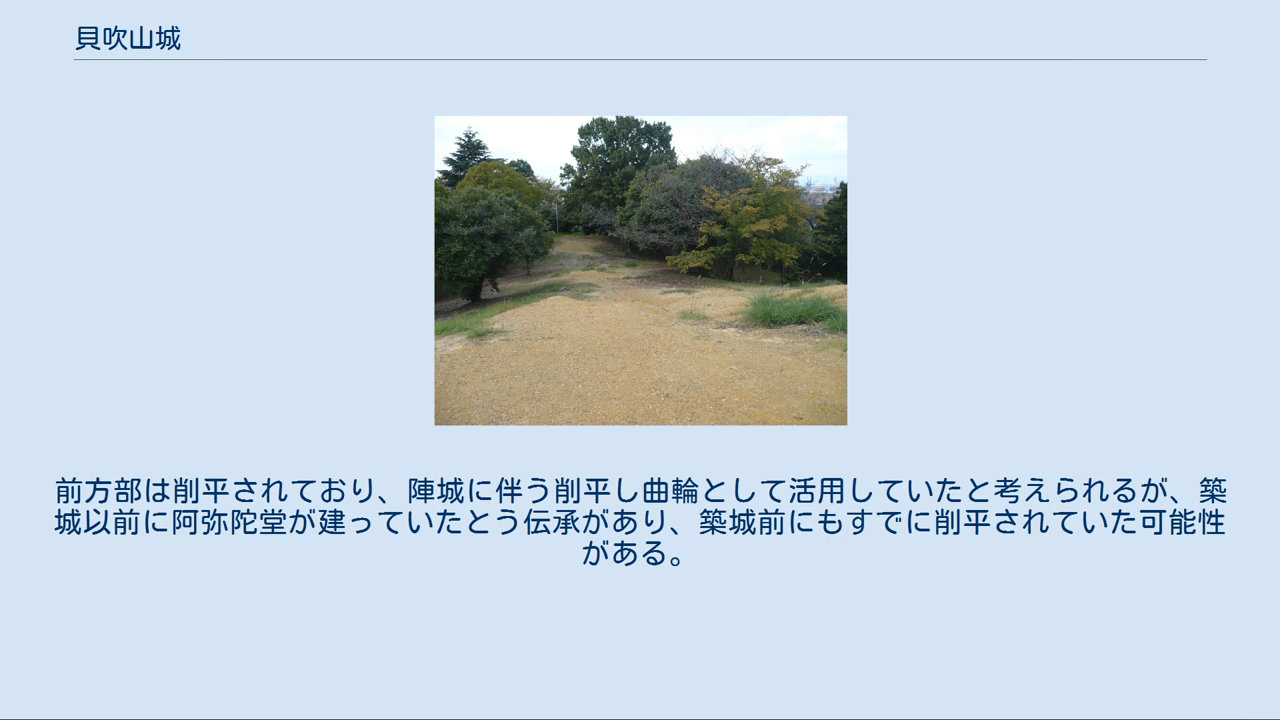 貝吹山城
前方部は削平されており、陣城に伴う削平し曲輪として活用していたと考えられるが、築
城以前に阿弥陀堂が建っていたとう伝承があり、築城前にもすでに削平されていた可能性
がある。